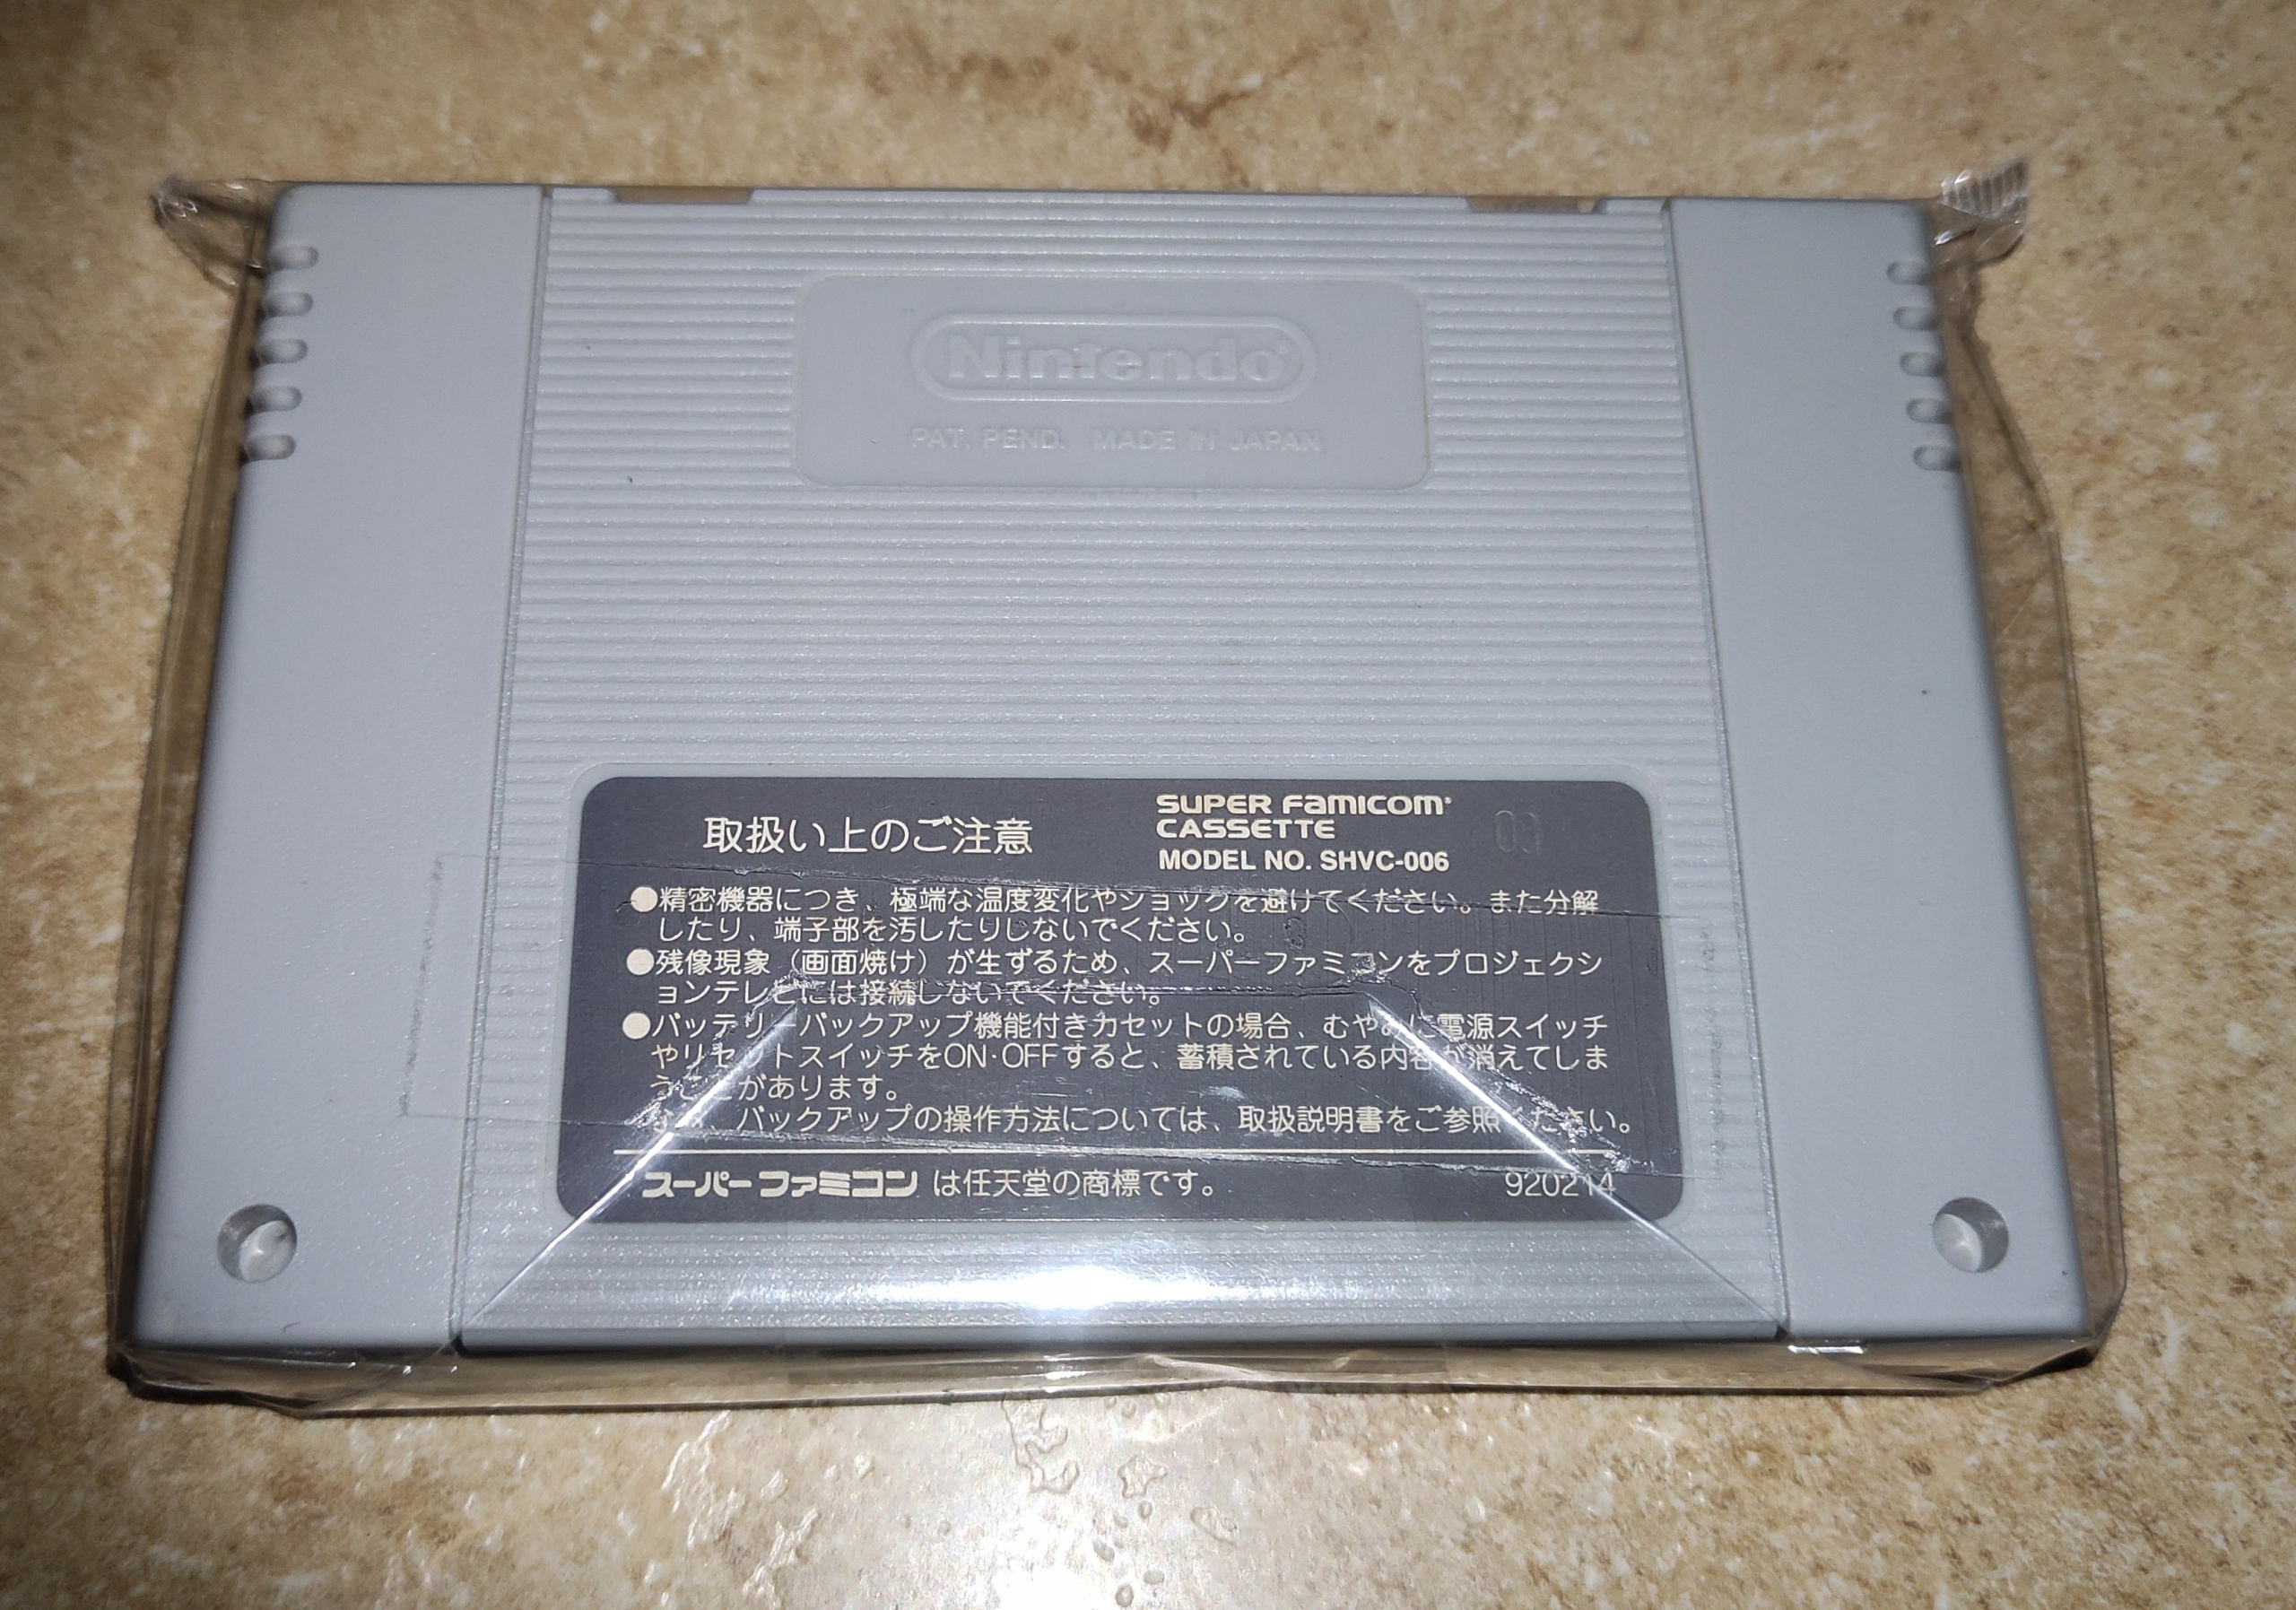 Nintendo®
PAT. PEND. MADE IN JAPAN
取扱い上のご注意
SUPER FAMICOM®
CASSETTE
MODEL NO. SHVC-006
03
●精密機器につき、極端な温度変化やショックを避けてください。また分解
したり、端子部を汚したりしないでください。
●残像現象（画面焼け）が生ずるため、スーパーファミコンをプロジェクシ
ョンテレビには接続しないでください。
●バッテリーバックアップ機能付きカセットの場合、むやみに電源スイッチ
やリセットスイッチをON·OFFすると、蓄積されている内容が消えてしま
うことがあります。
なお、バックアップの操作方法については、取扱説明書をご参照ください。
スーパーファミコンは任天堂の商標です。
920214